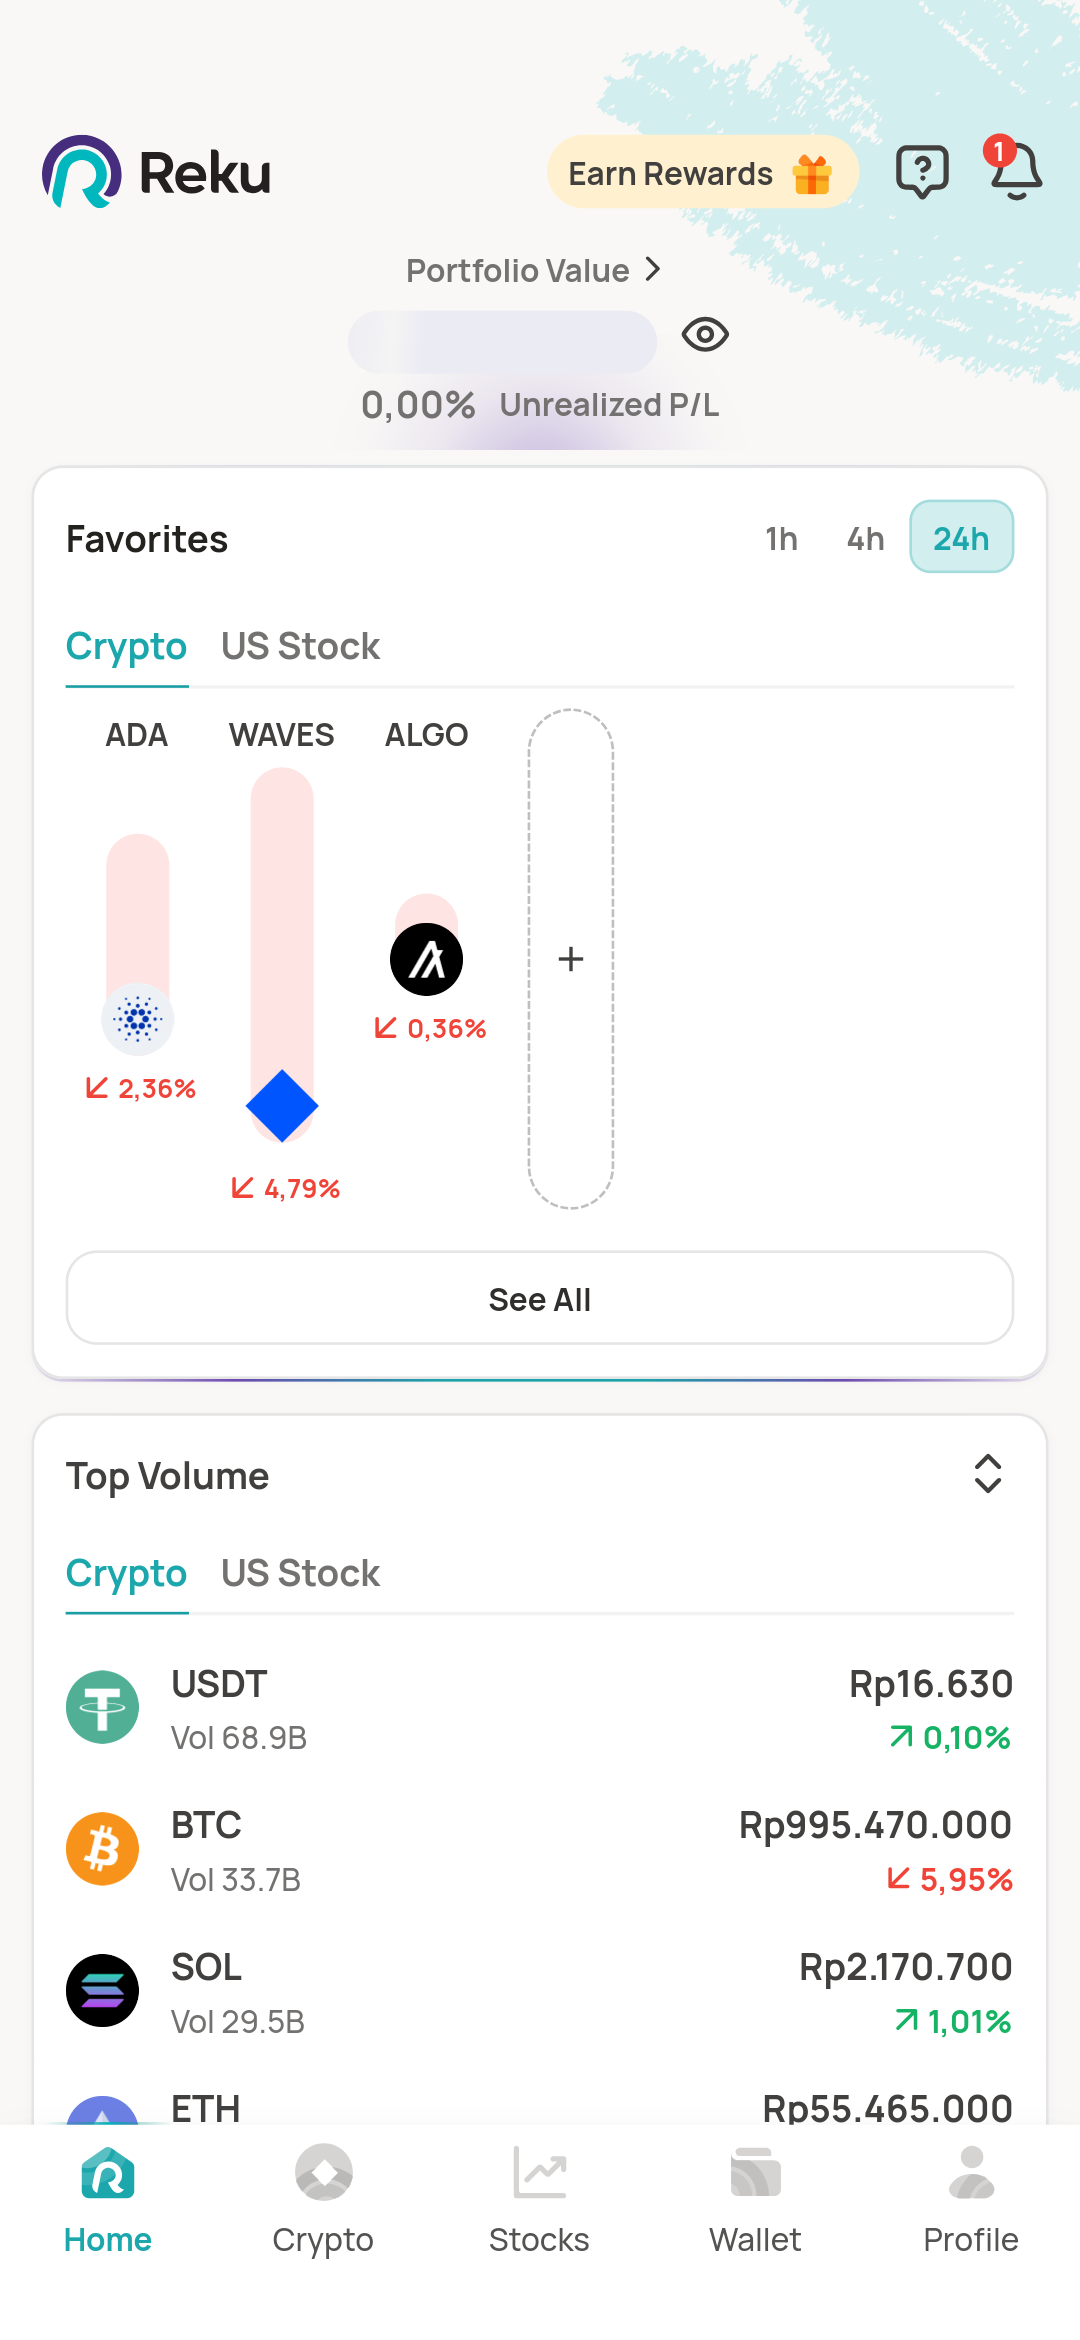 Reku
Earn Rewards
1
Portfolio Value
0,00% Unrealized P/L
Favorites
1h 4h 24h
Crypto US Stock
ADA WAVES ALGO
0,36%
2,36%
4,79%
See All
Top Volume
Crypto US Stock
USDT Rp16.630
Vol 68.9B 0,10%
BTC Rp995.470.000
Vol 33.7B 5,95%
SOL Rp2.170.700
Vol 29.5B 1,01%
ETH Rp55.465.000
Home Crypto Stocks Wallet Profile